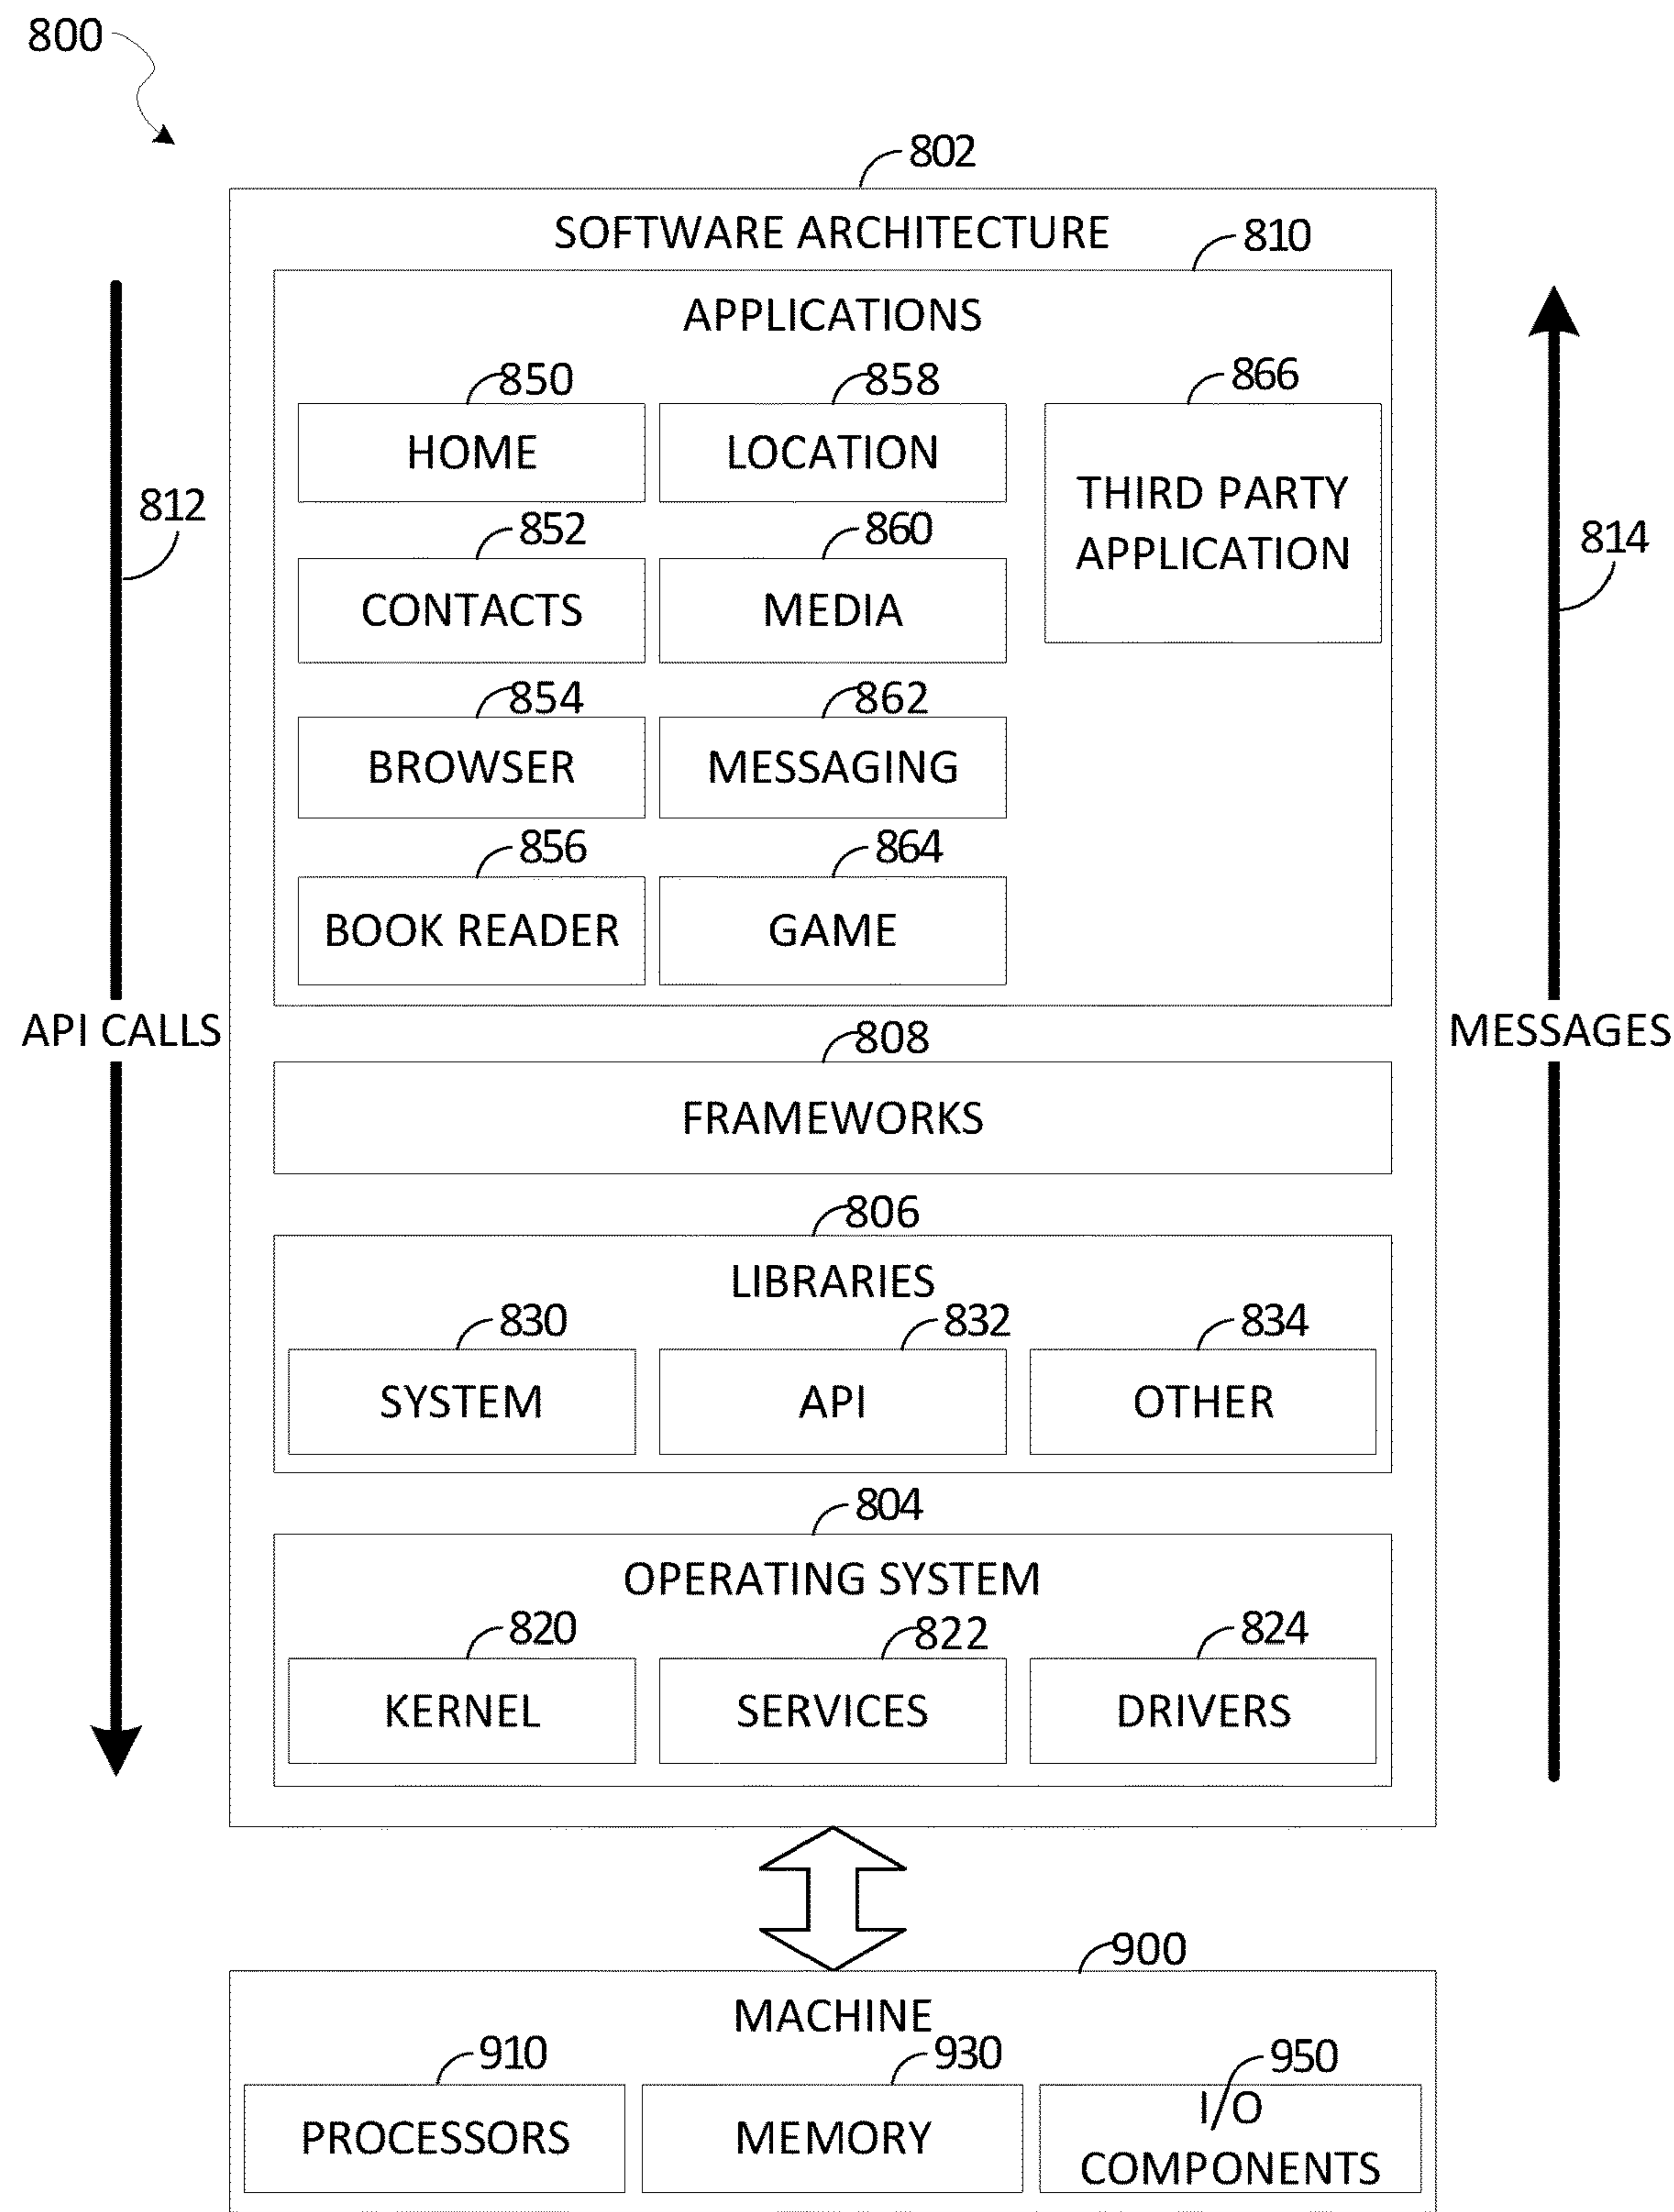 800
802
SOFTWARE ARCHITECTURE
810
APPLICATIONS
850
858
866
HOME
LOCATION
THIRD PARTY
APPLICATION
812
814
852
860
CONTACTS
MEDIA
854
862
BROWSER
MESSAGING
856
864
BOOK READER
GAME
API CALLS
MESSAGES
808
FRAMEWORKS
806
LIBRARIES
830
832
834
SYSTEM
API
OTHER
804
OPERATING SYSTEM
820
822
824
KERNEL
SERVICES
DRIVERS
900
MACHINE
910
930
950
PROCESSORS
MEMORY
I/O
COMPONENTS